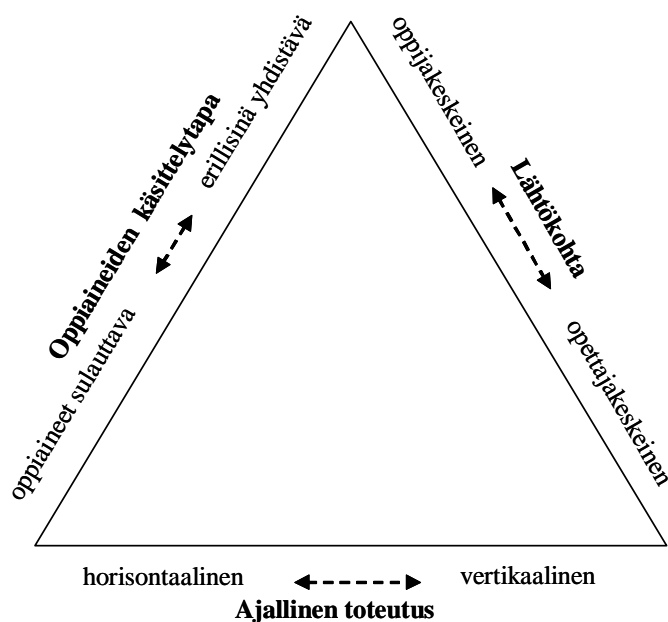 Oppiaineiden käsittelytapa
erillisinä yhdistävä
oppiaineet sulauttava
oppijakeskeinen
Lähtökohta
opettajakeskeinen
horisontaalinen
vertikaalinen
Ajallinen toteutus